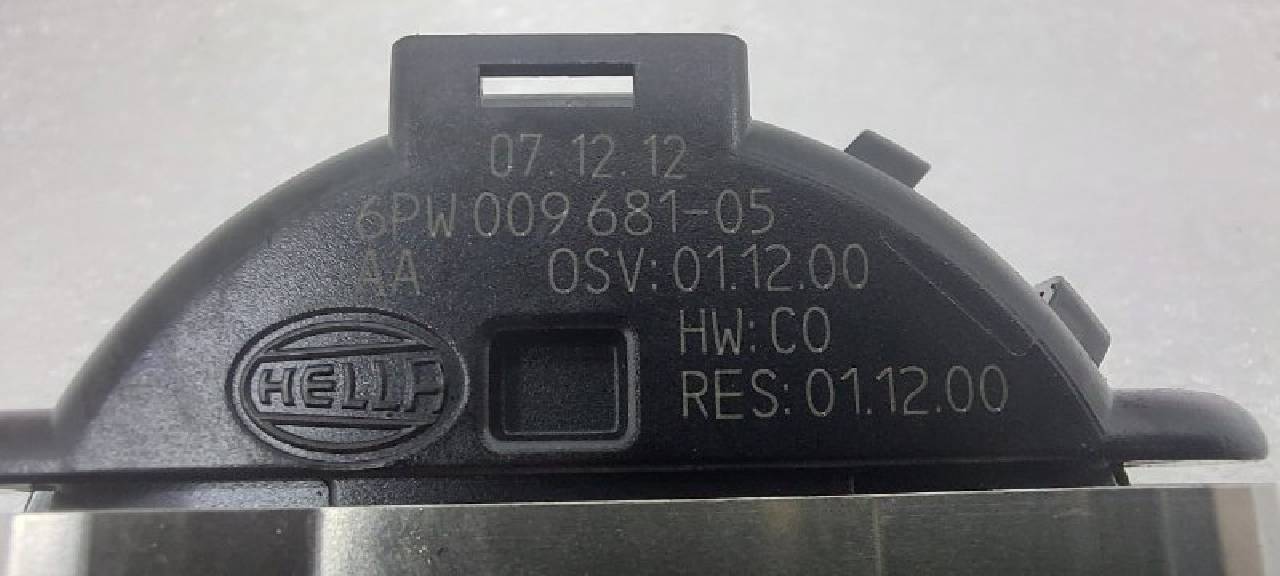 07.12.12
6PW 009 681-05
AA OSV: 01.12.00
HW: C0
HELLA
RES: 01.12.00